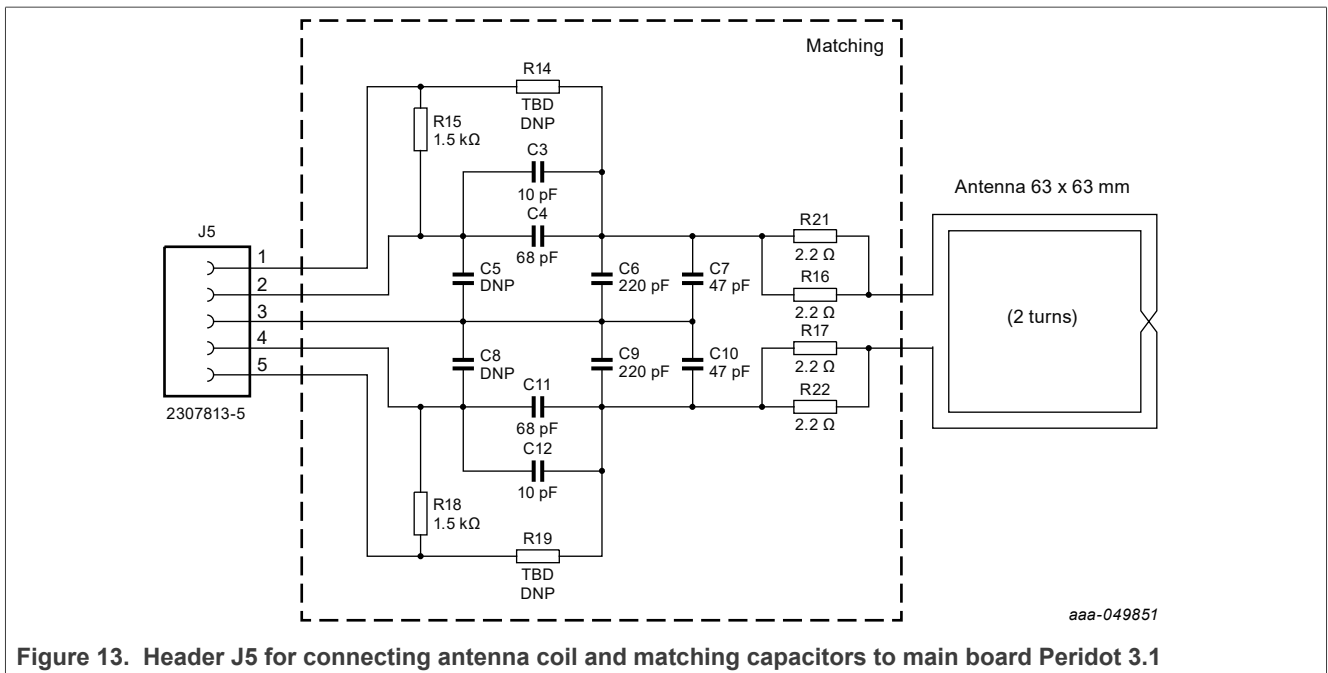 Matching
R14
TBD
DNP
R15
1.5 kΩ
C3
10 pF
C4
68 pF
Antenna 63 x 63 mm
J5
1
2
3
4
5
2307813-5
C5
DNP
C6
220 pF
C7
47 pF
R21
2.2 Ω
R16
2.2 Ω
(2 turns)
R17
2.2 Ω
R22
2.2 Ω
C8
DNP
C9
220 pF
C10
47 pF
C11
68 pF
C12
10 pF
R18
1.5 kΩ
R19
TBD
DNP
aaa-049851
Figure 13. Header J5 for connecting antenna coil and matching capacitors to main board Peridot 3.1